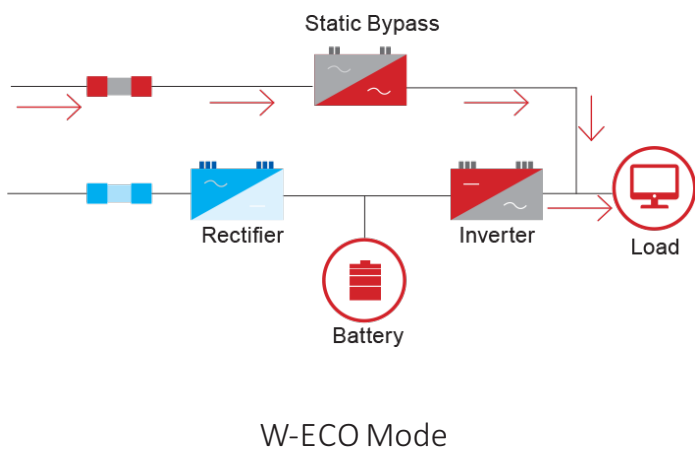 Static Bypass
Rectifier
Inverter
Load
Battery
W-ECO Mode